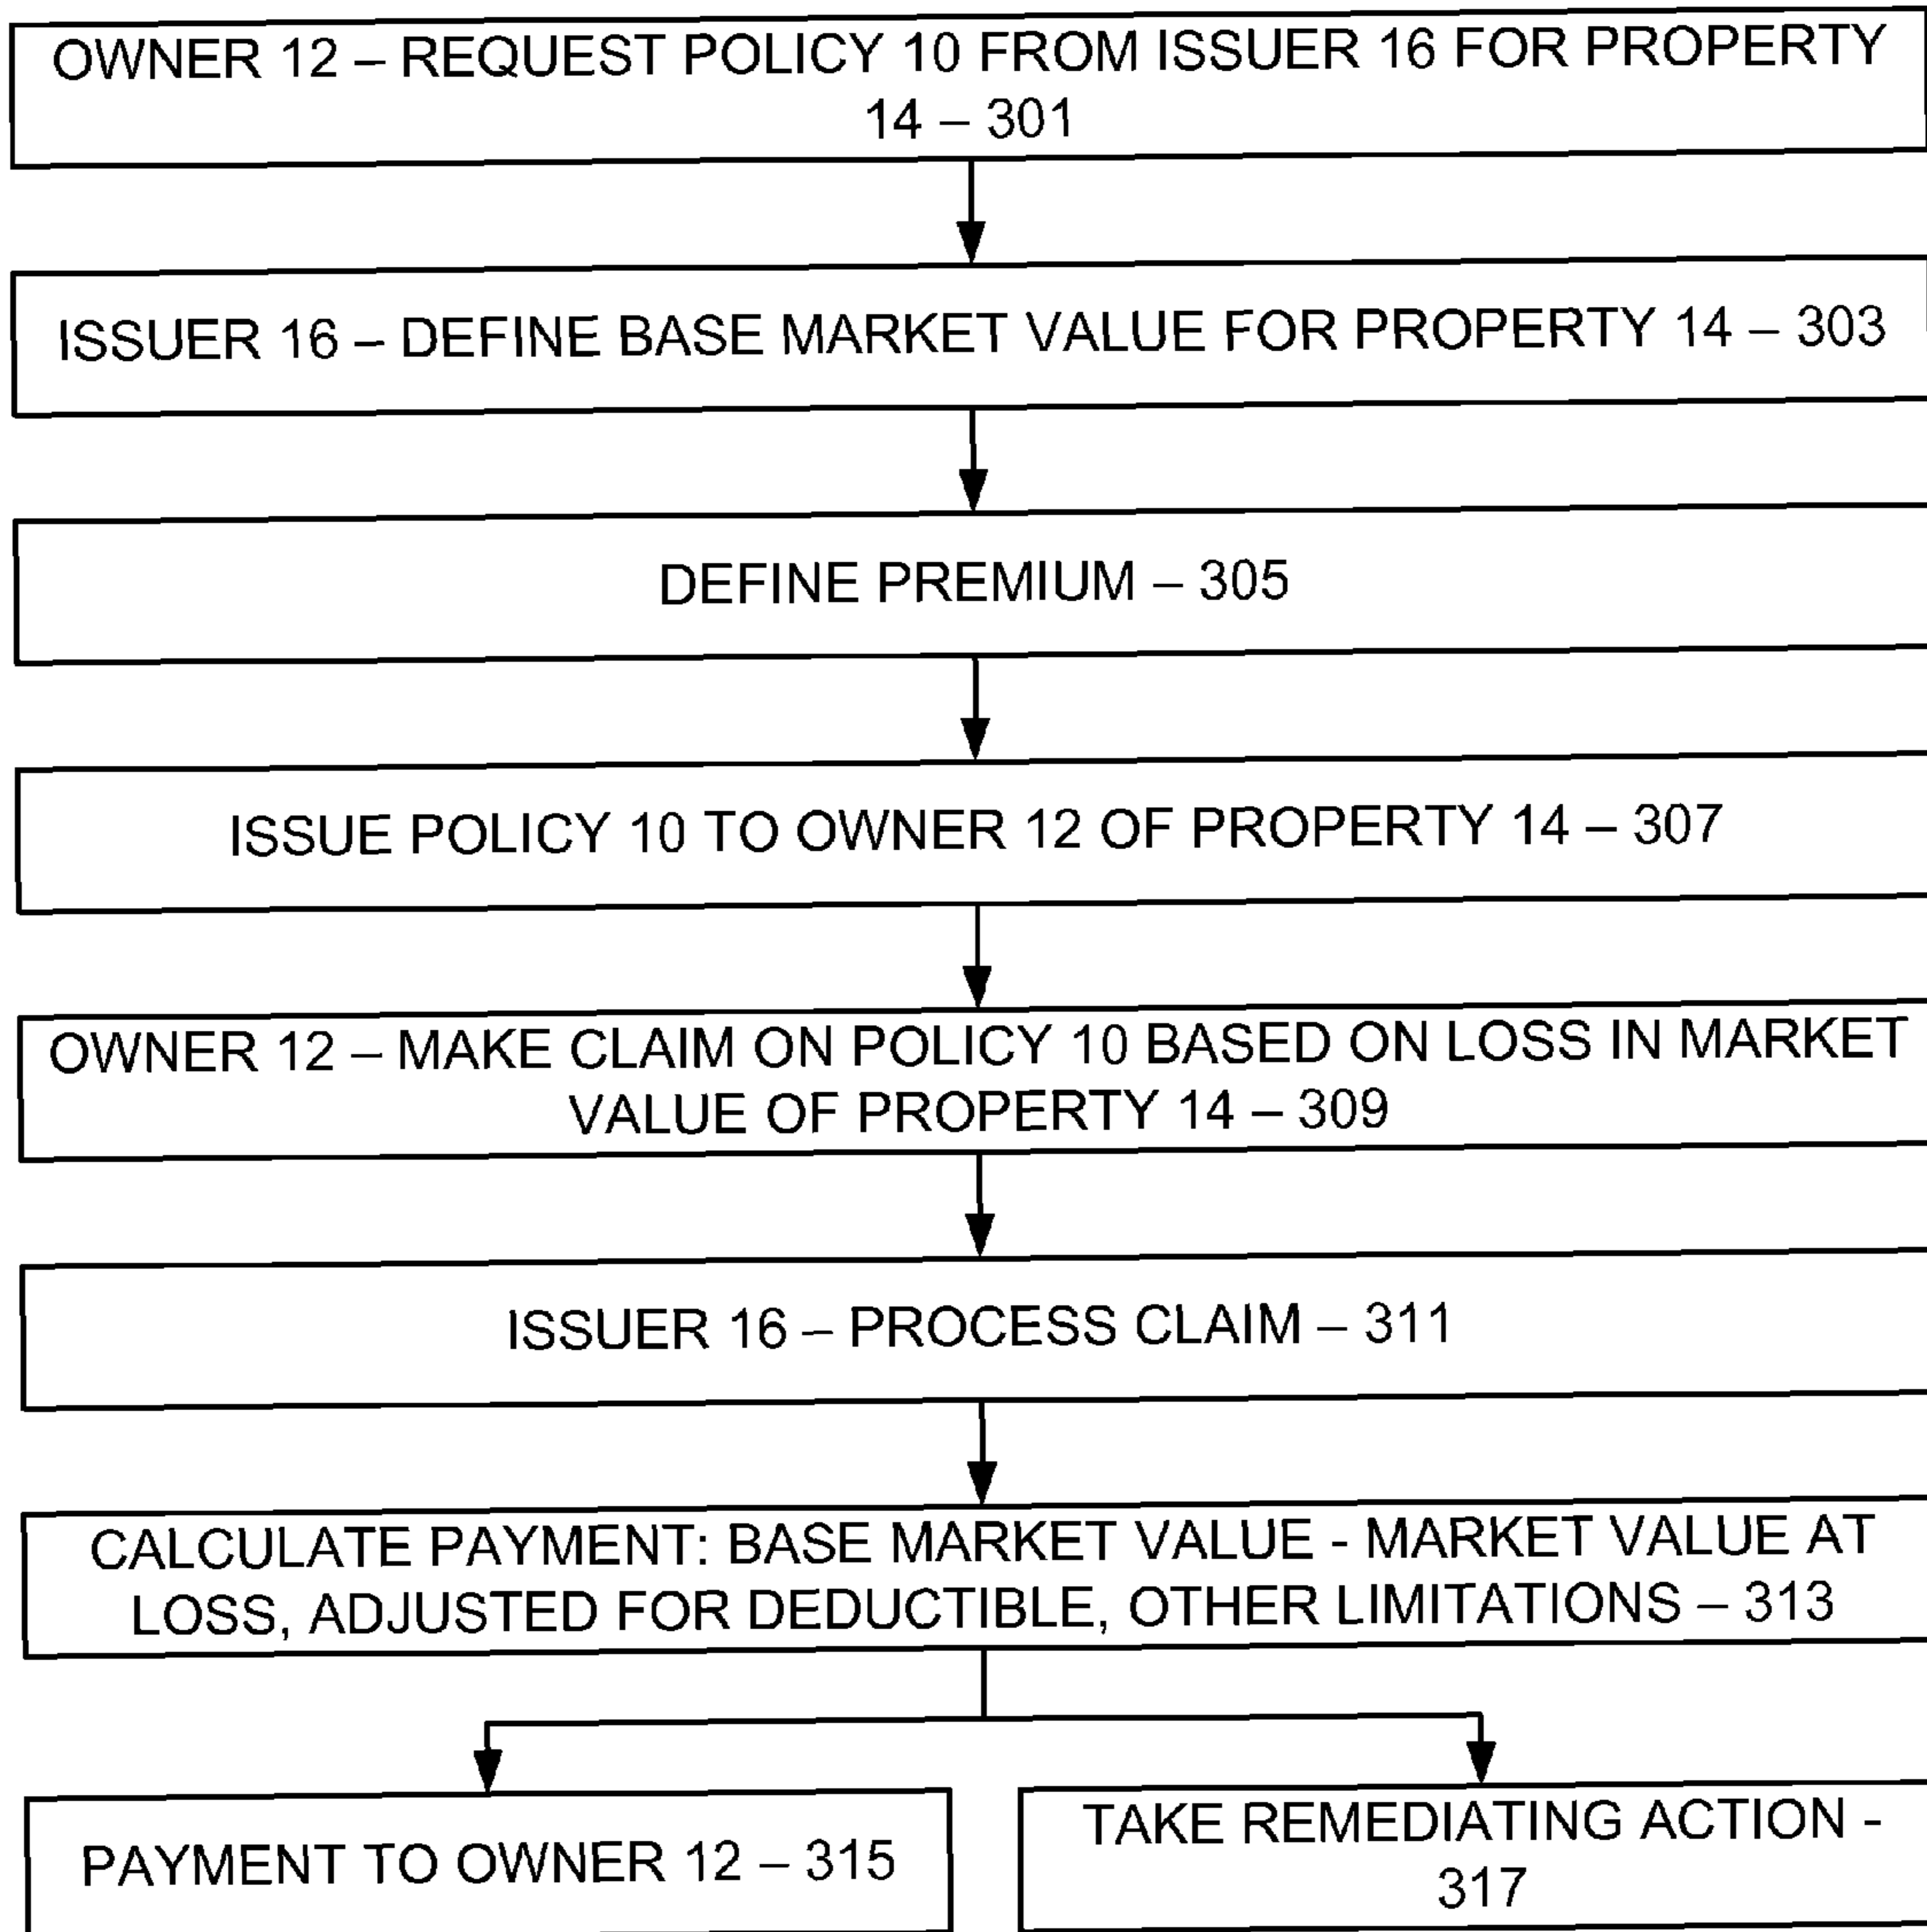 OWNER 12 – REQUEST POLICY 10 FROM ISSUER 16 FOR PROPERTY
14 – 301
ISSUER 16 – DEFINE BASE MARKET VALUE FOR PROPERTY 14 – 303
DEFINE PREMIUM – 305
ISSUE POLICY 10 TO OWNER 12 OF PROPERTY 14 – 307
OWNER 12 – MAKE CLAIM ON POLICY 10 BASED ON LOSS IN MARKET
VALUE OF PROPERTY 14 – 309
ISSUER 16 – PROCESS CLAIM – 311
CALCULATE PAYMENT: BASE MARKET VALUE - MARKET VALUE AT
LOSS, ADJUSTED FOR DEDUCTIBLE, OTHER LIMITATIONS – 313
PAYMENT TO OWNER 12 – 315
TAKE REMEDIATING ACTION -
317